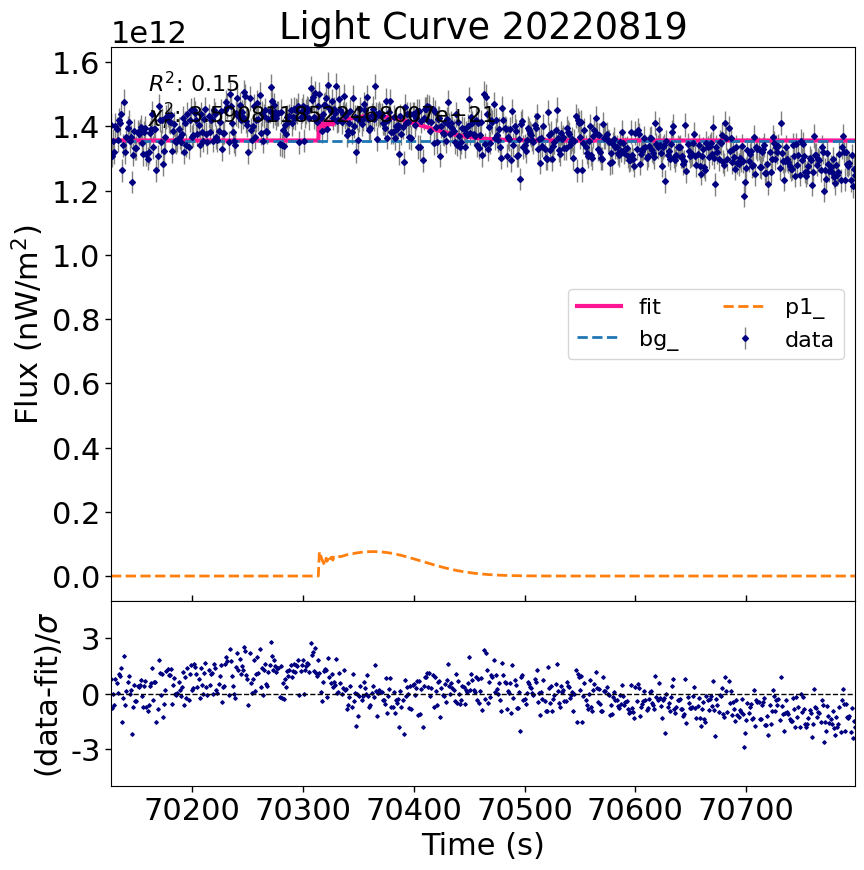 Light Curve 20220819
1e12
R²: 0.15
χ²:
1.6
1.4
1.2
1.0
0.8
0.6
0.4
0.2
0.0
Flux (nW/m²)
fit
bg_
p1_
data
3
0
-3
(data-fit)/σ
70200 70300 70400 70500 70600 70700
Time (s)